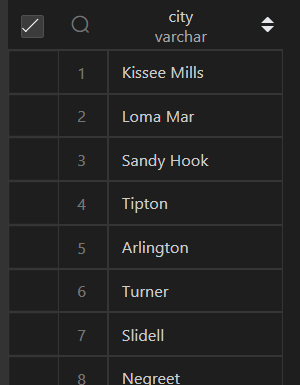 city
varchar
1 Kissee Mills
2 Loma Mar
3 Sandy Hook
4 Tipton
5 Arlington
6 Turner
7 Slidell
8 Negreet